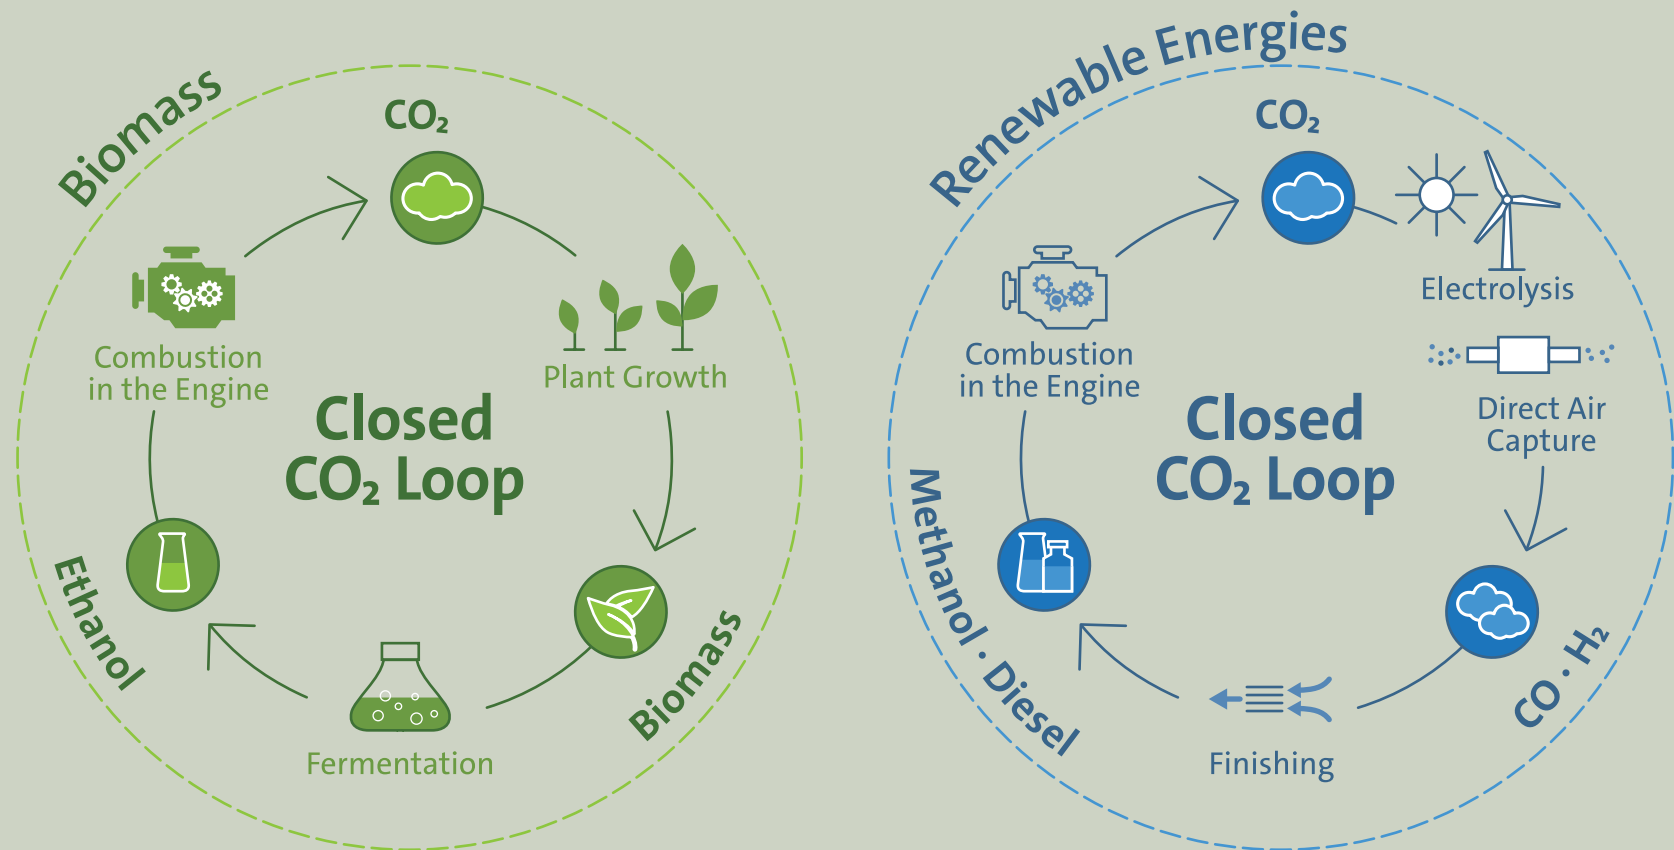 Biomass
CO₂
Combustion
in the Engine
Plant Growth
Closed
CO₂ Loop
Ethanol
Biomass
Fermentation
Renewable Energies
CO₂
Electrolysis
Combustion
in the Engine
Direct Air
Capture
Closed
CO₂ Loop
Methanol · Diesel
CO · H₂
Finishing